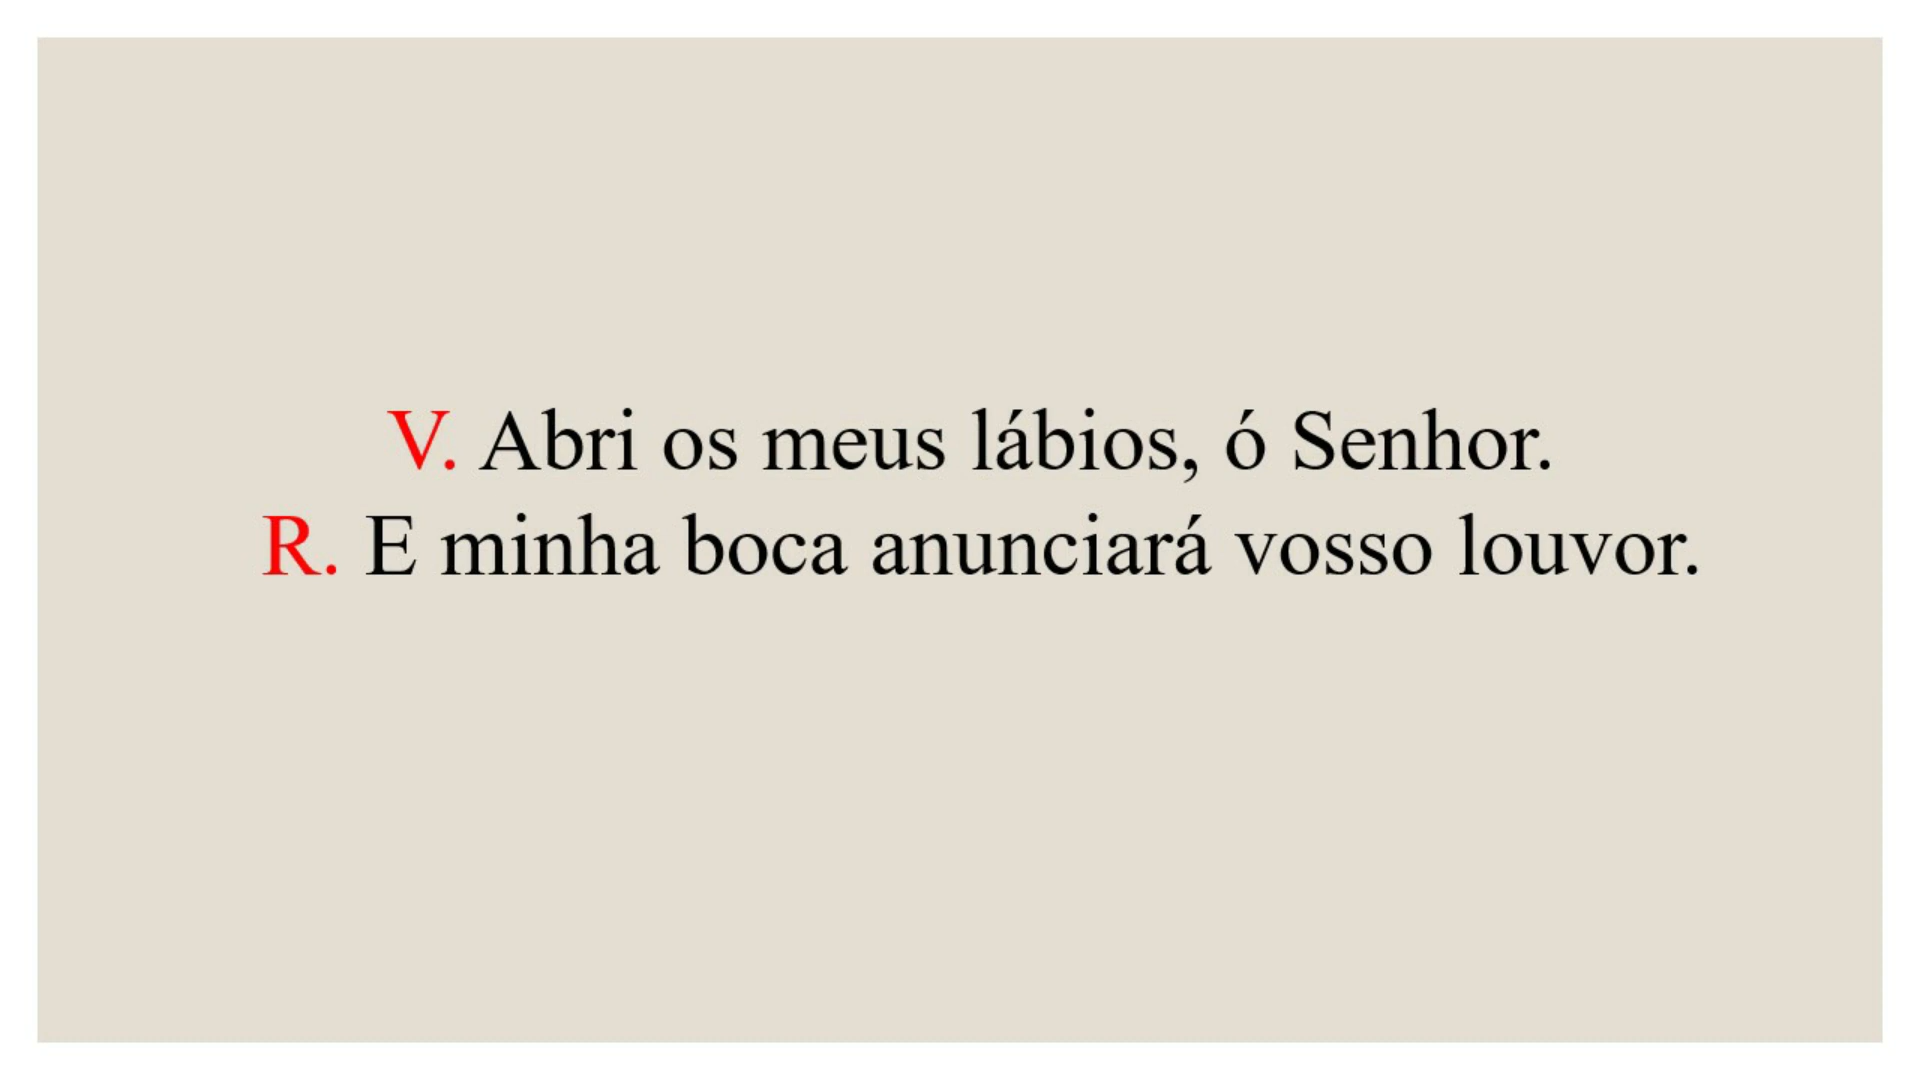 V. Abri os meus lábios, ó Senhor.
R. E minha boca anunciará vosso louvor.